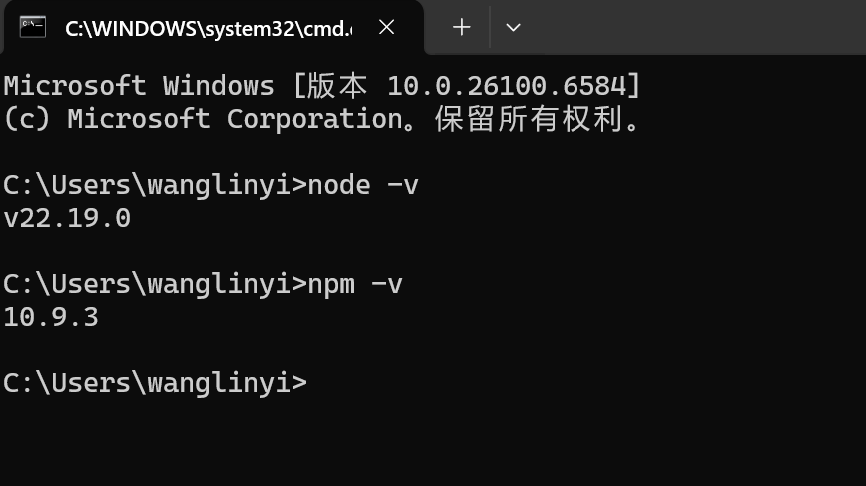 C:\WINDOWS\system32\cmd.
Microsoft Windows [版本 10.0.26100.6584]
(c) Microsoft Corporation。保留所有权利。
C:\Users\wanglinyi>node -v
v22.19.0
C:\Users\wanglinyi>npm -v
10.9.3
C:\Users\wanglinyi>